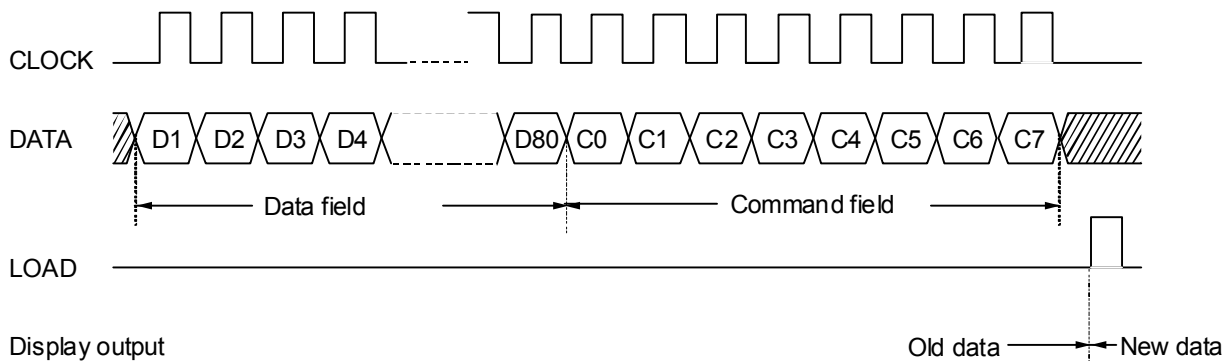 CLOCK
DATA D1 D2 D3 D4 D80 C0 C1 C2 C3 C4 C5 C6 C7
Data field Command field
LOAD
Display output Old data New data